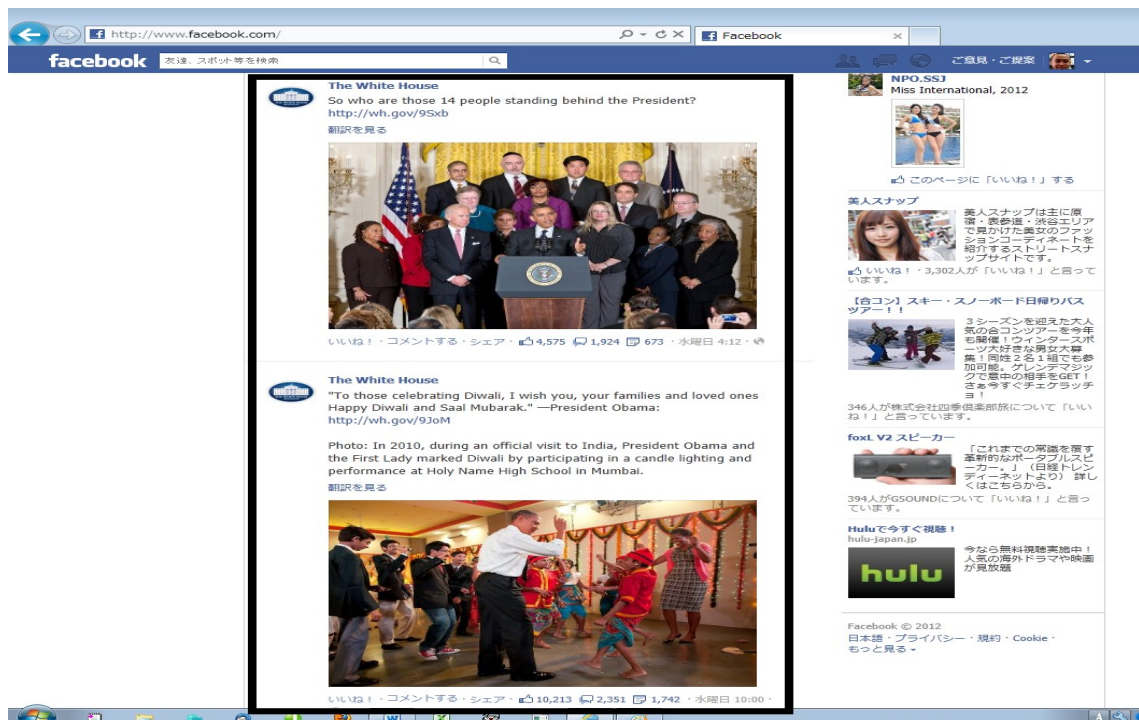 http://www.facebook.com/
Facebook
facebook
友達、スポット等を検索
ご意見・ご提案
The White House
So who are those 14 people standing behind the President?
http://wh.gov/9Sxb
翻訳を見る
いいね！ · コメントする · シェア · 4,575 1,924 673 · 水曜日 4:12 ·
The White House
"To those celebrating Diwali, I wish you, your families and loved ones
Happy Diwali and Saal Mubarak." —President Obama:
http://wh.gov/9JoM
Photo: In 2010, during an official visit to India, President Obama and
the First Lady marked Diwali by participating in a candle lighting and
performance at Holy Name High School in Mumbai.
翻訳を見る
いいね！ · コメントする · シェア · 10,213 2,351 1,742 · 水曜日 10:00 ·
NPO.SSJ
Miss International, 2012
このページに「いいね！」する
美人スナップ
美人スナップは主に原
宿・表参道・渋谷エリア
で見かけた美女のファッ
ションコーディネートを
紹介するストリートスナ
ップサイトです。
いいね！ · 3,302人が「いいね！」と言って
います。
【合コン】スキー・スノーボード日帰りバス
ツアー！！
3シーズンを迎えた大人
気の合コンツアーを今年
も開催！ウィンタースポ
ーツ大好きな男女大募
集！同性２名１組でも参
加可能。ゲレンデマジッ
クで意中の相手をGET！
さぁ今すぐチェケラッチ
ョ！
346人が株式会社四季倶楽部旅について「いい
ね！」と言っています。
foxL V2 スピーカー
「これまでの常識を覆す
革新的なポータブルスピ
ーカー。」（日経トレン
ディーネットより） 詳し
くはこちらから。
394人がGSOUNDについて「いいね！」と言っ
ています。
Huluで今すぐ視聴！
hulu-japan.jp
今なら無料視聴実施中！
人気の海外ドラマや映画
が見放題
hulu
Facebook © 2012
日本語 · プライバシー · 規約 · Cookie ·
もっと見る